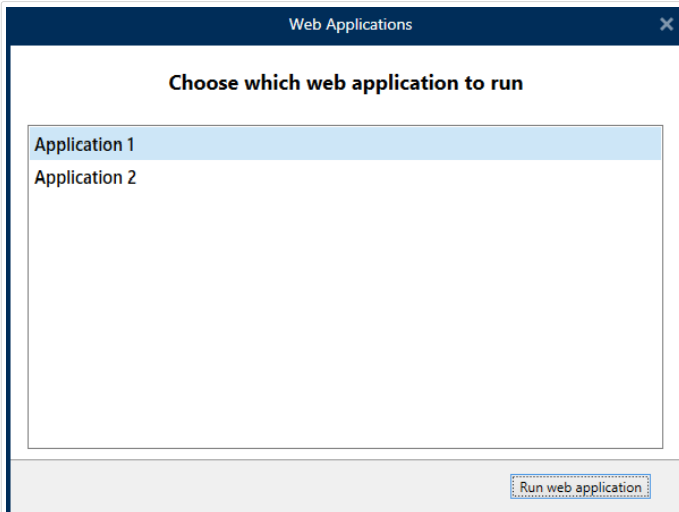 Web Applications
Choose which web application to run
Application 1
Application 2
Run web application